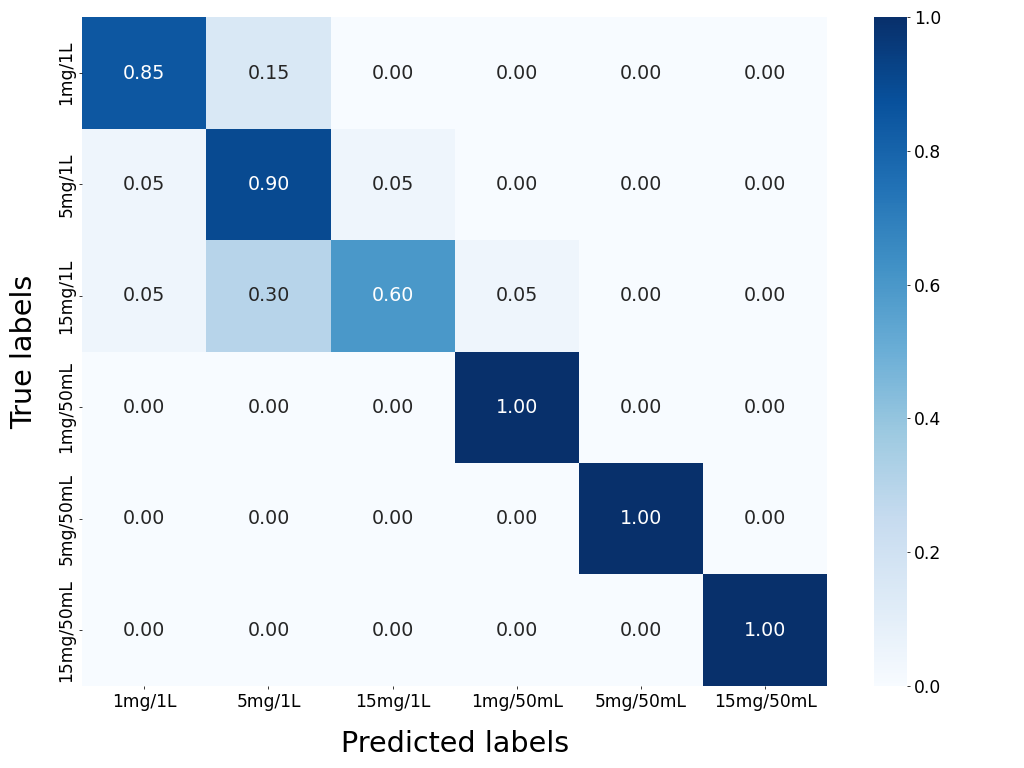 1mg/1L 0.85 0.15 0.00 0.00 0.00 0.00
5mg/1L 0.05 0.90 0.05 0.00 0.00 0.00
15mg/1L 0.05 0.30 0.60 0.05 0.00 0.00
1mg/50mL 0.00 0.00 0.00 1.00 0.00 0.00
5mg/50mL 0.00 0.00 0.00 0.00 1.00 0.00
15mg/50mL 0.00 0.00 0.00 0.00 0.00 1.00
True labels
1mg/1L 5mg/1L 15mg/1L 1mg/50mL 5mg/50mL 15mg/50mL
Predicted labels
1.0
0.8
0.6
0.4
0.2
0.0